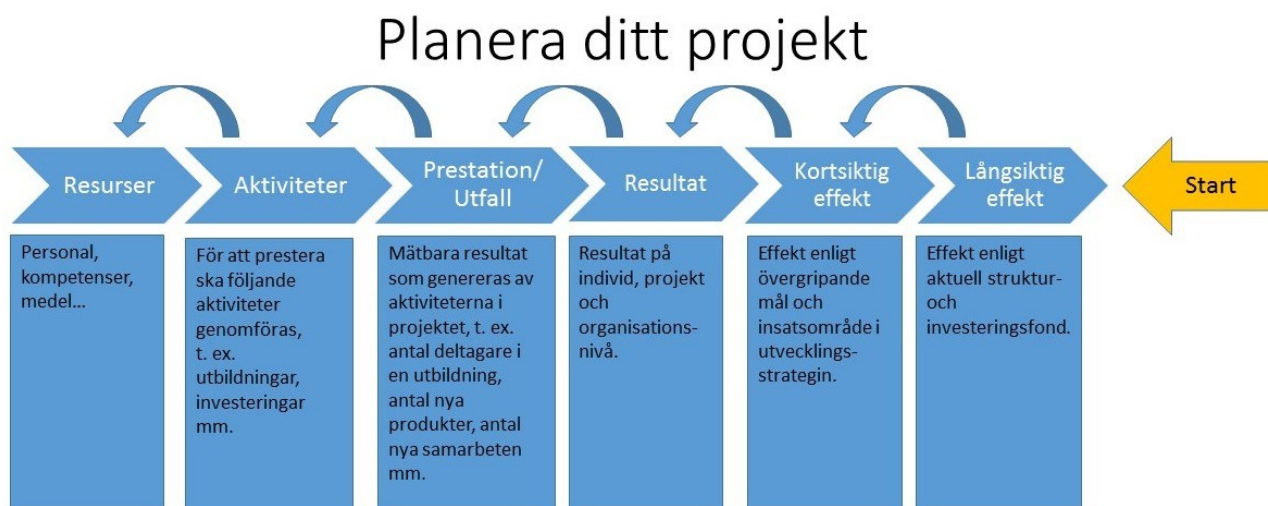 Planera ditt projekt
Resurser
Aktiviteter
Prestation/
Utfall
Resultat
Kortsiktig
effekt
Långsiktig
effekt
Start
Personal,
kompetenser,
medel…
För att prestera
ska följande
aktiviteter
genomföras,
t. ex.
utbildningar,
investeringar
mm.
Mätbara resultat
som genereras av
aktiviteterna i
projektet, t. ex.
antal deltagare i
en utbildning,
antal nya
produkter, antal
nya samarbeten
mm.
Resultat på
individ, projekt
och
organisations-
nivå.
Effekt enligt
övergripande
mål och
insatsområde i
utvecklings-
strategin.
Effekt enligt
aktuell struktur-
och
investeringsfond.